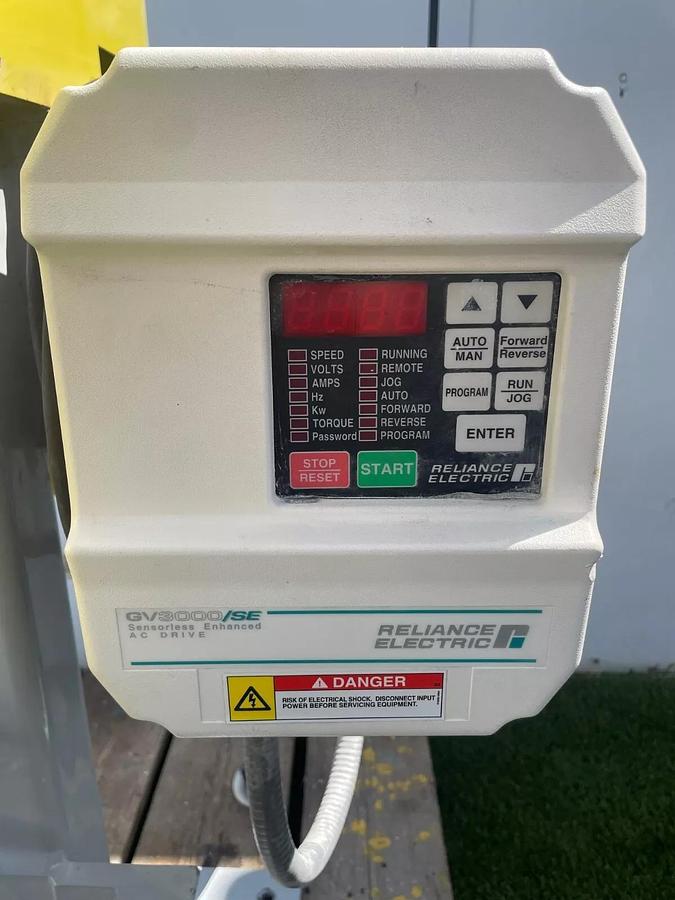 SPEED
VOLTS
AMPS
Hz
Kw
TORQUE
Password
RUNNING
REMOTE
JOG
AUTO
FORWARD
REVERSE
PROGRAM
AUTO
MAN
Forward
Reverse
PROGRAM
RUN
JOG
ENTER
STOP
RESET
START
RELIANCE
ELECTRIC
GV3000/SE
Sensorless Enhanced
AC DRIVE
RELIANCE
ELECTRIC
DANGER
RISK OF ELECTRICAL SHOCK. DISCONNECT INPUT
POWER BEFORE SERVICING EQUIPMENT.